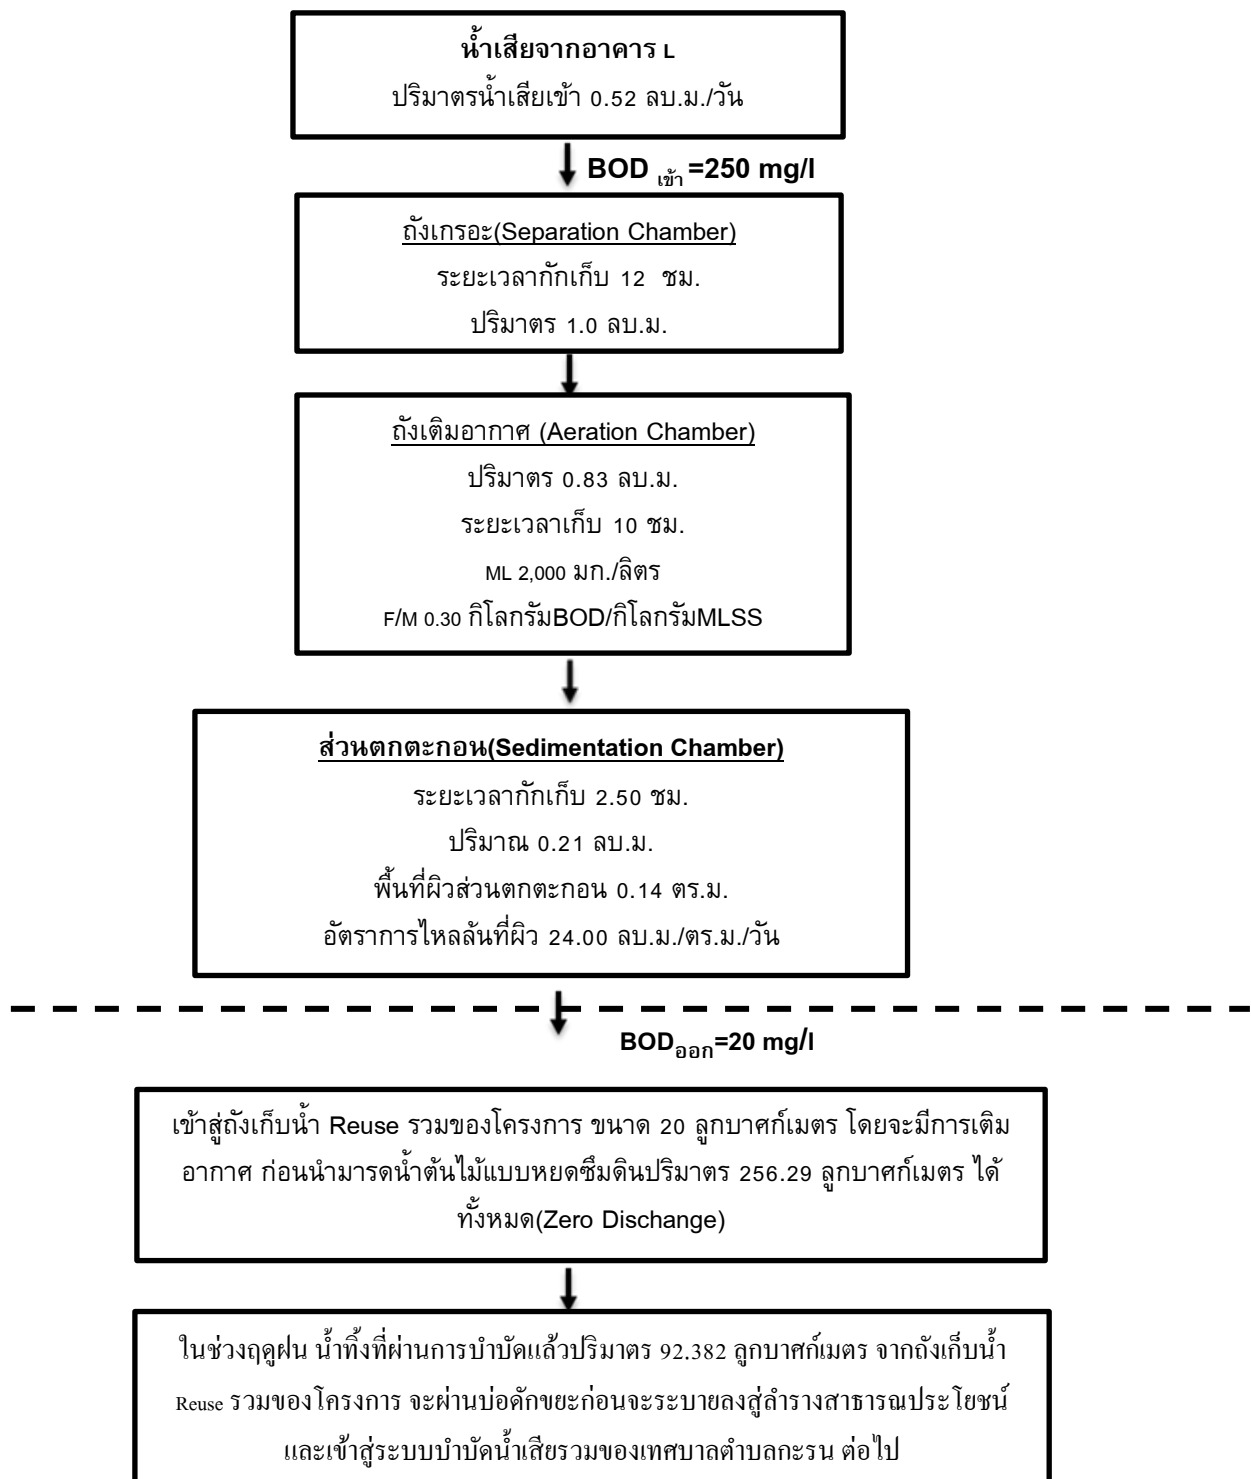 น้ำเสียจากอาคาร L
ปริมาตรน้ำเสียเข้า 0.52 ลบ.ม./วัน
BOD เข้า =250 mg/l
ถังเกรอะ(Separation Chamber)
ระยะเวลากักเก็บ 12 ชม.
ปริมาตร 1.0 ลบ.ม.
ถังเติมอากาศ (Aeration Chamber)
ปริมาตร 0.83 ลบ.ม.
ระยะเวลาเก็บ 10 ชม.
ML 2,000 มก./ลิตร
F/M 0.30 กิโลกรัมBOD/กิโลกรัมMLSS
ส่วนตกตะกอน(Sedimentation Chamber)
ระยะเวลากักเก็บ 2.50 ชม.
ปริมาณ 0.21 ลบ.ม.
พื้นที่ผิวส่วนตกตะกอน 0.14 ตร.ม.
อัตราการไหลล้นที่ผิว 24.00 ลบ.ม./ตร.ม./วัน
BODออก=20 mg/l
เข้าสู่ถังเก็บน้ำ Reuse รวมของโครงการ ขนาด 20 ลูกบาศก์เมตร โดยจะมีการเติม
อากาศ ก่อนนำมารดน้ำต้นไม้แบบหยดซึมดินปริมาตร 256.29 ลูกบาศก์เมตร ได้
ทั้งหมด(Zero Dischange)
ในช่วงฤดูฝน น้ำทิ้งที่ผ่านการบำบัดแล้วปริมาตร 92.382 ลูกบาศก์เมตร จากถังเก็บน้ำ
Reuse รวมของโครงการ จะผ่านบ่อดักขยะก่อนจะระบายลงสู่ลำรางสาธารณประโยชน์
และเข้าสู่ระบบบำบัดน้ำเสียรวมของเทศบาลตำบลกะรน ต่อไป